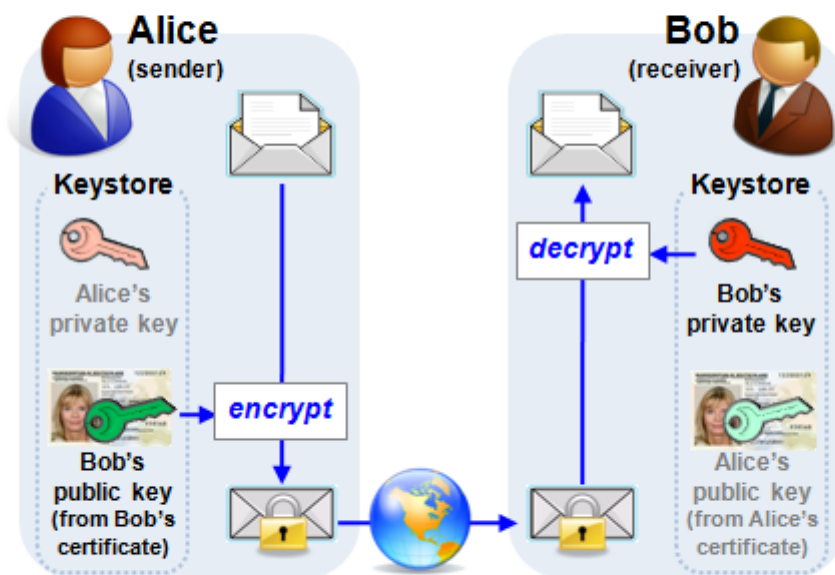 Alice
(sender)
Keystore
Alice's
private key
encrypt
Bob's
public key
(from Bob's
certificate)
Bob
(receiver)
Keystore
decrypt
Bob's
private key
Alice's
public key
(from Alice's
certificate)